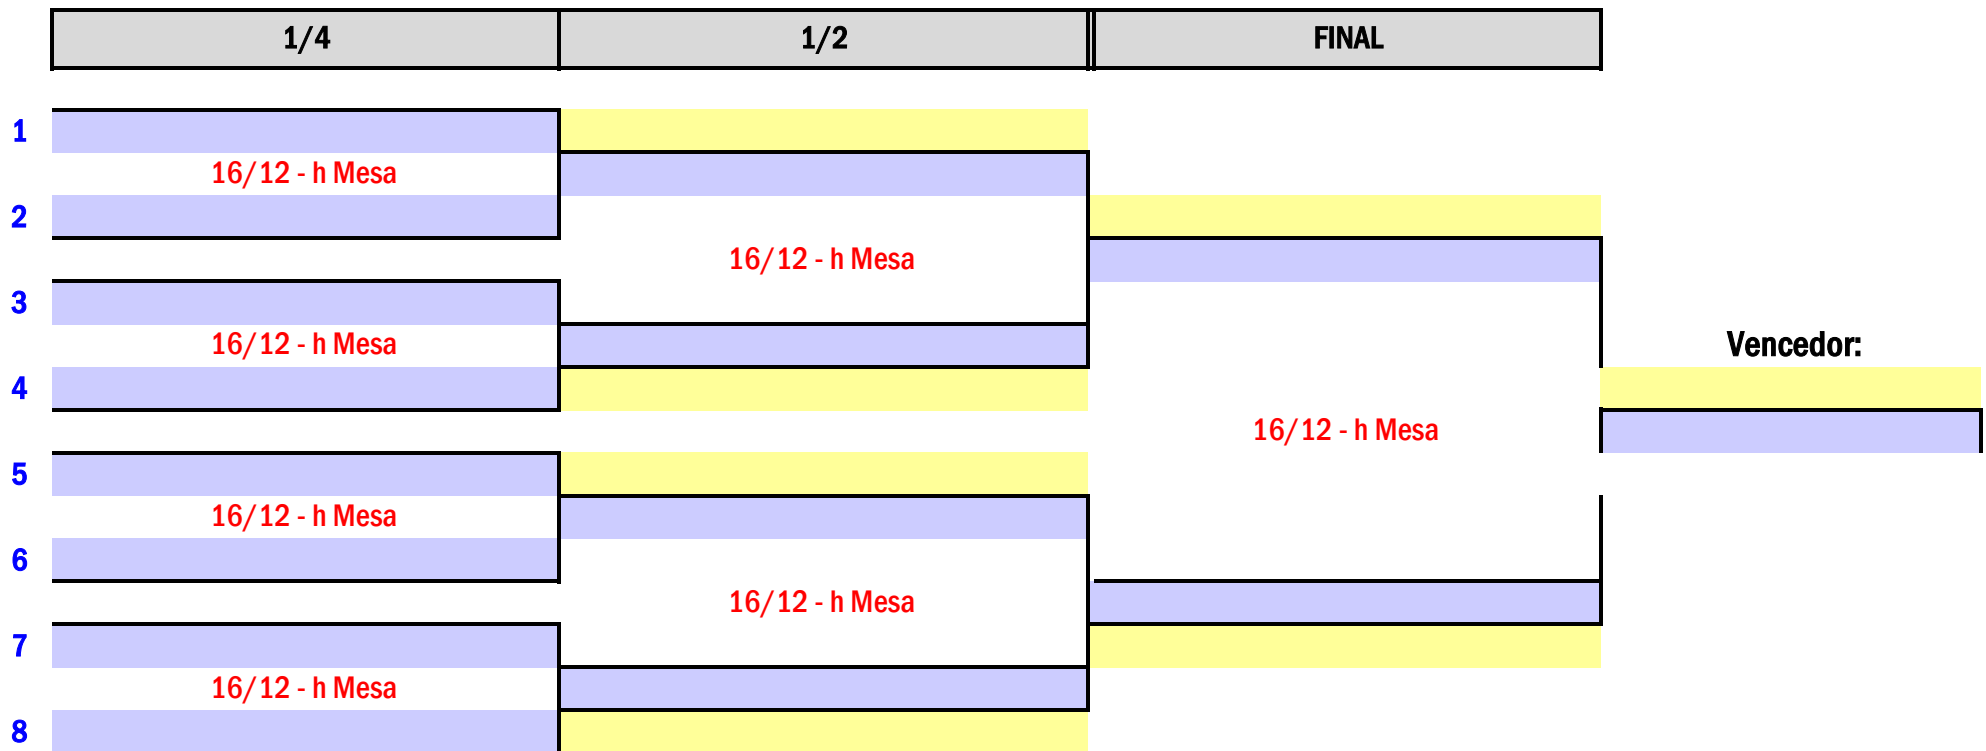 1/4 1/2 FINAL
1
16/12 - h Mesa
2
16/12 - h Mesa
3
16/12 - h Mesa
Vencedor:
4
16/12 - h Mesa
5
16/12 - h Mesa
6
16/12 - h Mesa
7
16/12 - h Mesa
8